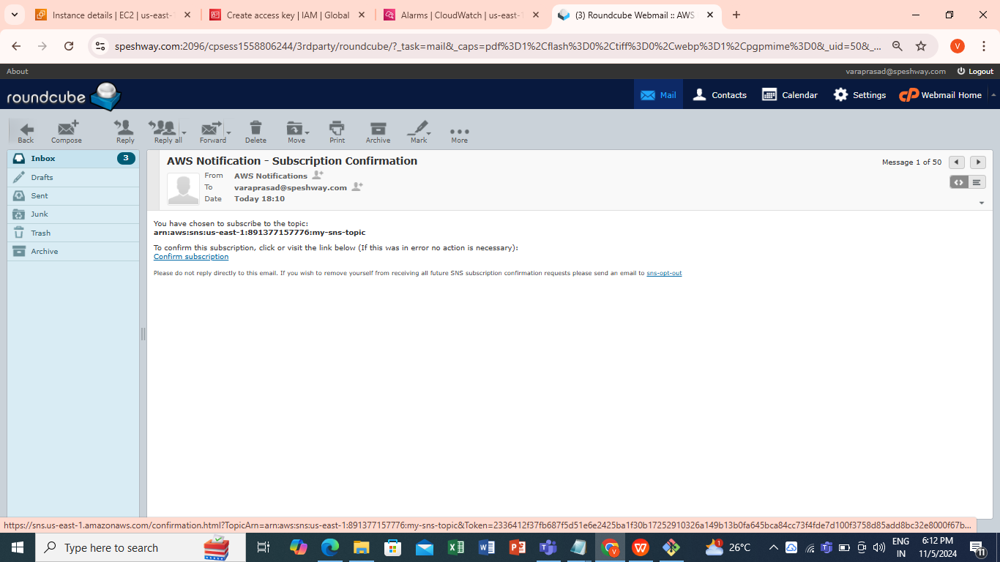 Instance details | EC2 | us-east-1
Create access key | IAM | Global
Alarms | CloudWatch | us-east-1
(3) Roundcube Webmail :: AWS
speshway.com:2096/cpsess1558806244/3rdparty/roundcube/?_task=mail&_caps=pdf%3D1%2Cflash%3D0%2Ctiff%3D0%2Cwebp%3D1%2Cpgpmime%3D0&_uid=50&_...
V
About
varaprasad@speshway.com
Logout
roundcube
Mail
Contacts
Calendar
Settings
cP Webmail Home
Back
Compose
Reply
Reply all
Forward
Delete
Move
Print
Archive
Mark
More
Inbox 3
Drafts
Sent
Junk
Trash
Archive
AWS Notification - Subscription Confirmation
Message 1 of 50
From AWS Notifications
To varaprasad@speshway.com
Date Today 18:10
You have chosen to subscribe to the topic:
arn:aws:sns:us-east-1:891377157776:my-sns-topic
To confirm this subscription, click or visit the link below (If this was in error no action is necessary):
Confirm subscription
Please do not reply directly to this email. If you wish to remove yourself from receiving all future SNS subscription confirmation requests please send an email to sns-opt-out
https://sns.us-east-1.amazonaws.com/confirmation.html?TopicArn=arn:aws:sns:us-east-1:891377157776:my-sns-topic&Token=2336412f37fb687f5d51e6e2425ba1f30b17252910326a149b13b0fa645bca84cc73f4fde7d100f3758d85add8bc32e8000f67b...
Type here to search
26°C
ENG
IN
6:12 PM
11/5/2024
11